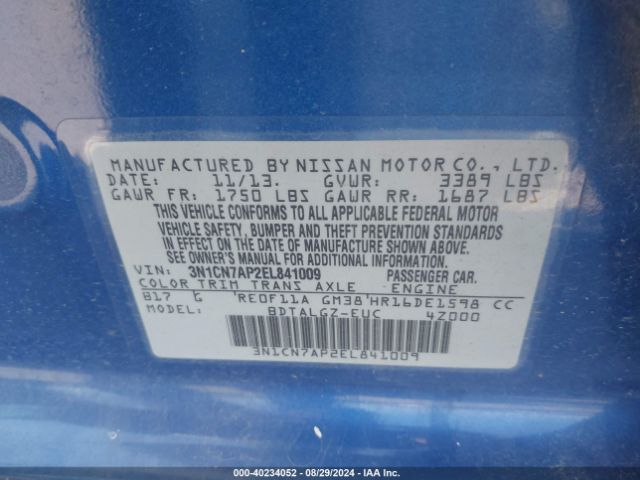 MANUFACTURED BY NISSAN MOTOR CO., LTD.
DATE: 11/13. GVWR: 3389 LBS
GAWR FR: 1750 LBS GAWR RR: 1687 LBS
THIS VEHICLE CONFORMS TO ALL APPLICABLE FEDERAL MOTOR
VEHICLE SAFETY, BUMPER AND THEFT PREVENTION STANDARDS
IN EFFECT ON THE DATE OF MANUFACTURE SHOWN ABOVE.
SEE OWNER'S MANUAL FOR ADDITIONAL INFORMATION.
VIN: 3N1CN7AP2EL841009 PASSENGER CAR.
COLOR TRIM TRANS AXLE ENGINE
B17 G 'RE0F11A GM38'HR16DE1598 CC
MODEL: BDTALGZ-EUC 4Z000
3N1CN7AP2EL841009
000-40234052 - 08/29/2024 - IAA Inc.